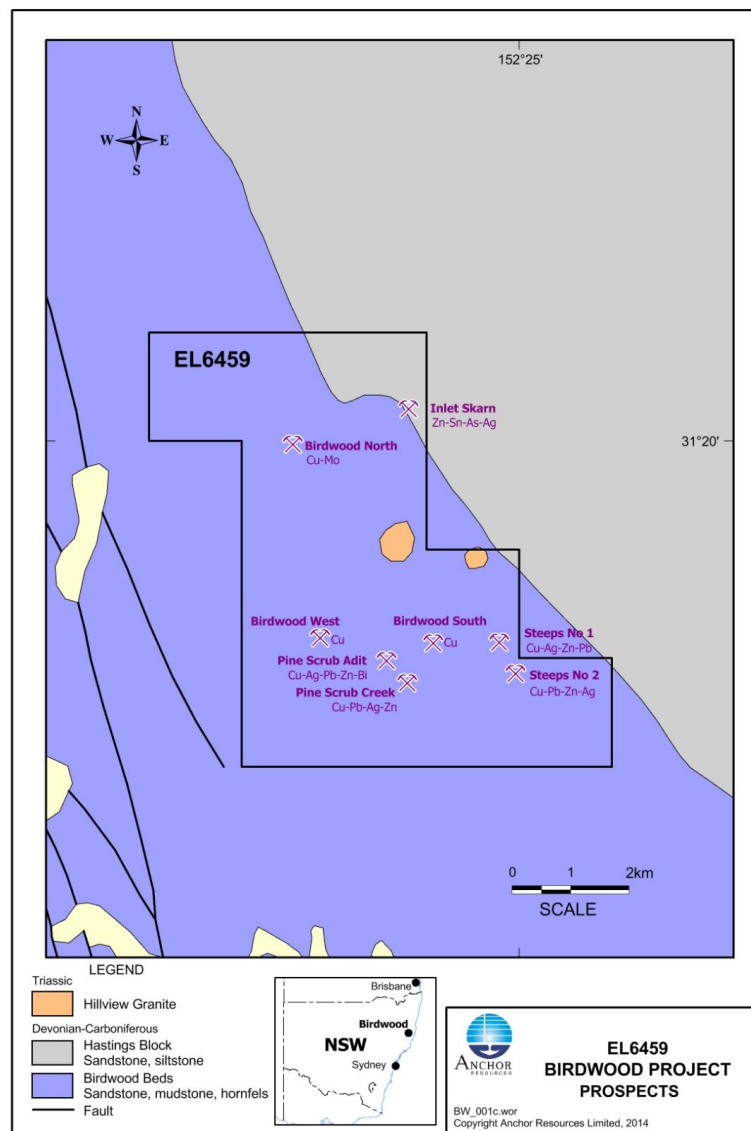 152°25'
N
W E
S
EL6459
Inlet Skarn
Zn-Sn-As-Ag
31°20'
Birdwood North
Cu-Mo
Birdwood West
Cu
Birdwood South
Cu
Steeps No 1
Cu-Ag-Zn-Pb
Pine Scrub Adit
Cu-Ag-Pb-Zn-Bi
Steeps No 2
Cu-Pb-Zn-Ag
Pine Scrub Creek
Cu-Pb-Ag-Zn
0 1 2km
SCALE
LEGEND
Triassic
Hillview Granite
Devonian-Carboniferous
Hastings Block
Sandstone, siltstone
Birdwood Beds
Sandstone, mudstone, hornfels
Fault
Brisbane
Birdwood
NSW
Sydney
ANCHOR
RESOURCES
EL6459
BIRDWOOD PROJECT
PROSPECTS
BW_001c.wor
Copyright Anchor Resources Limited, 2014